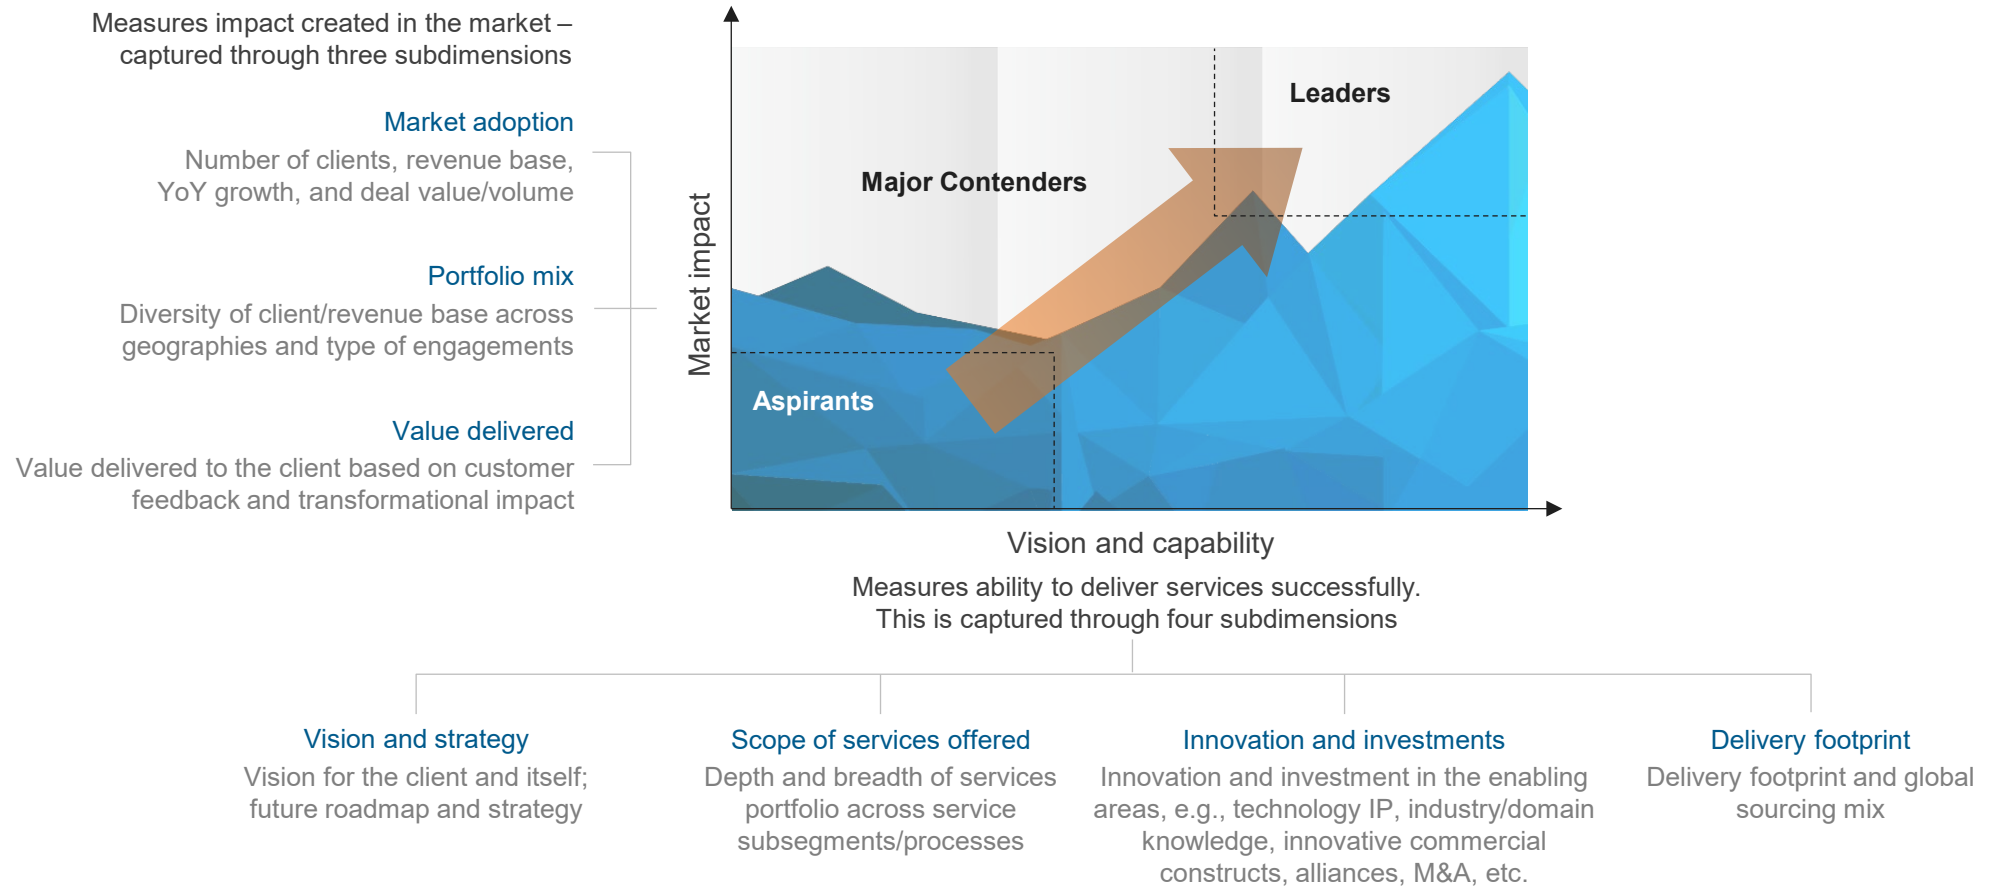 Measures impact created in the market –
captured through three subdimensions
Market adoption
Number of clients, revenue base,
YoY growth, and deal value/volume
Portfolio mix
Diversity of client/revenue base across
geographies and type of engagements
Value delivered
Value delivered to the client based on customer
feedback and transformational impact
Market impact
Leaders
Major Contenders
Aspirants
Vision and capability
Measures ability to deliver services successfully.
This is captured through four subdimensions
Vision and strategy
Vision for the client and itself;
future roadmap and strategy
Scope of services offered
Depth and breadth of services
portfolio across service
subsegments/processes
Innovation and investments
Innovation and investment in the enabling
areas, e.g., technology IP, industry/domain
knowledge, innovative commercial
constructs, alliances, M&A, etc.
Delivery footprint
Delivery footprint and global
sourcing mix